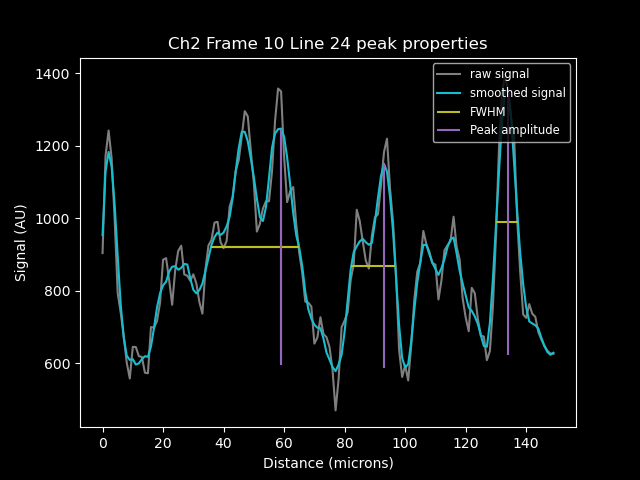 Ch2 Frame 10 Line 24 peak properties
raw signal
smoothed signal
FWHM
Peak amplitude
Signal (AU)
1400
1200
1000
800
600
0 20 40 60 80 100 120 140
Distance (microns)